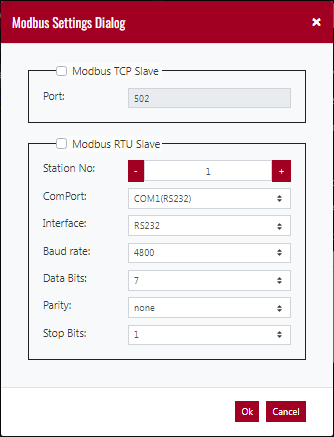 Modbus Settings Dialog ×
Modbus TCP Slave
Port: 502
Modbus RTU Slave
Station No: - 1 +
ComPort: COM1(RS232)
Interface: RS232
Baud rate: 4800
Data Bits: 7
Parity: none
Stop Bits: 1
Ok Cancel